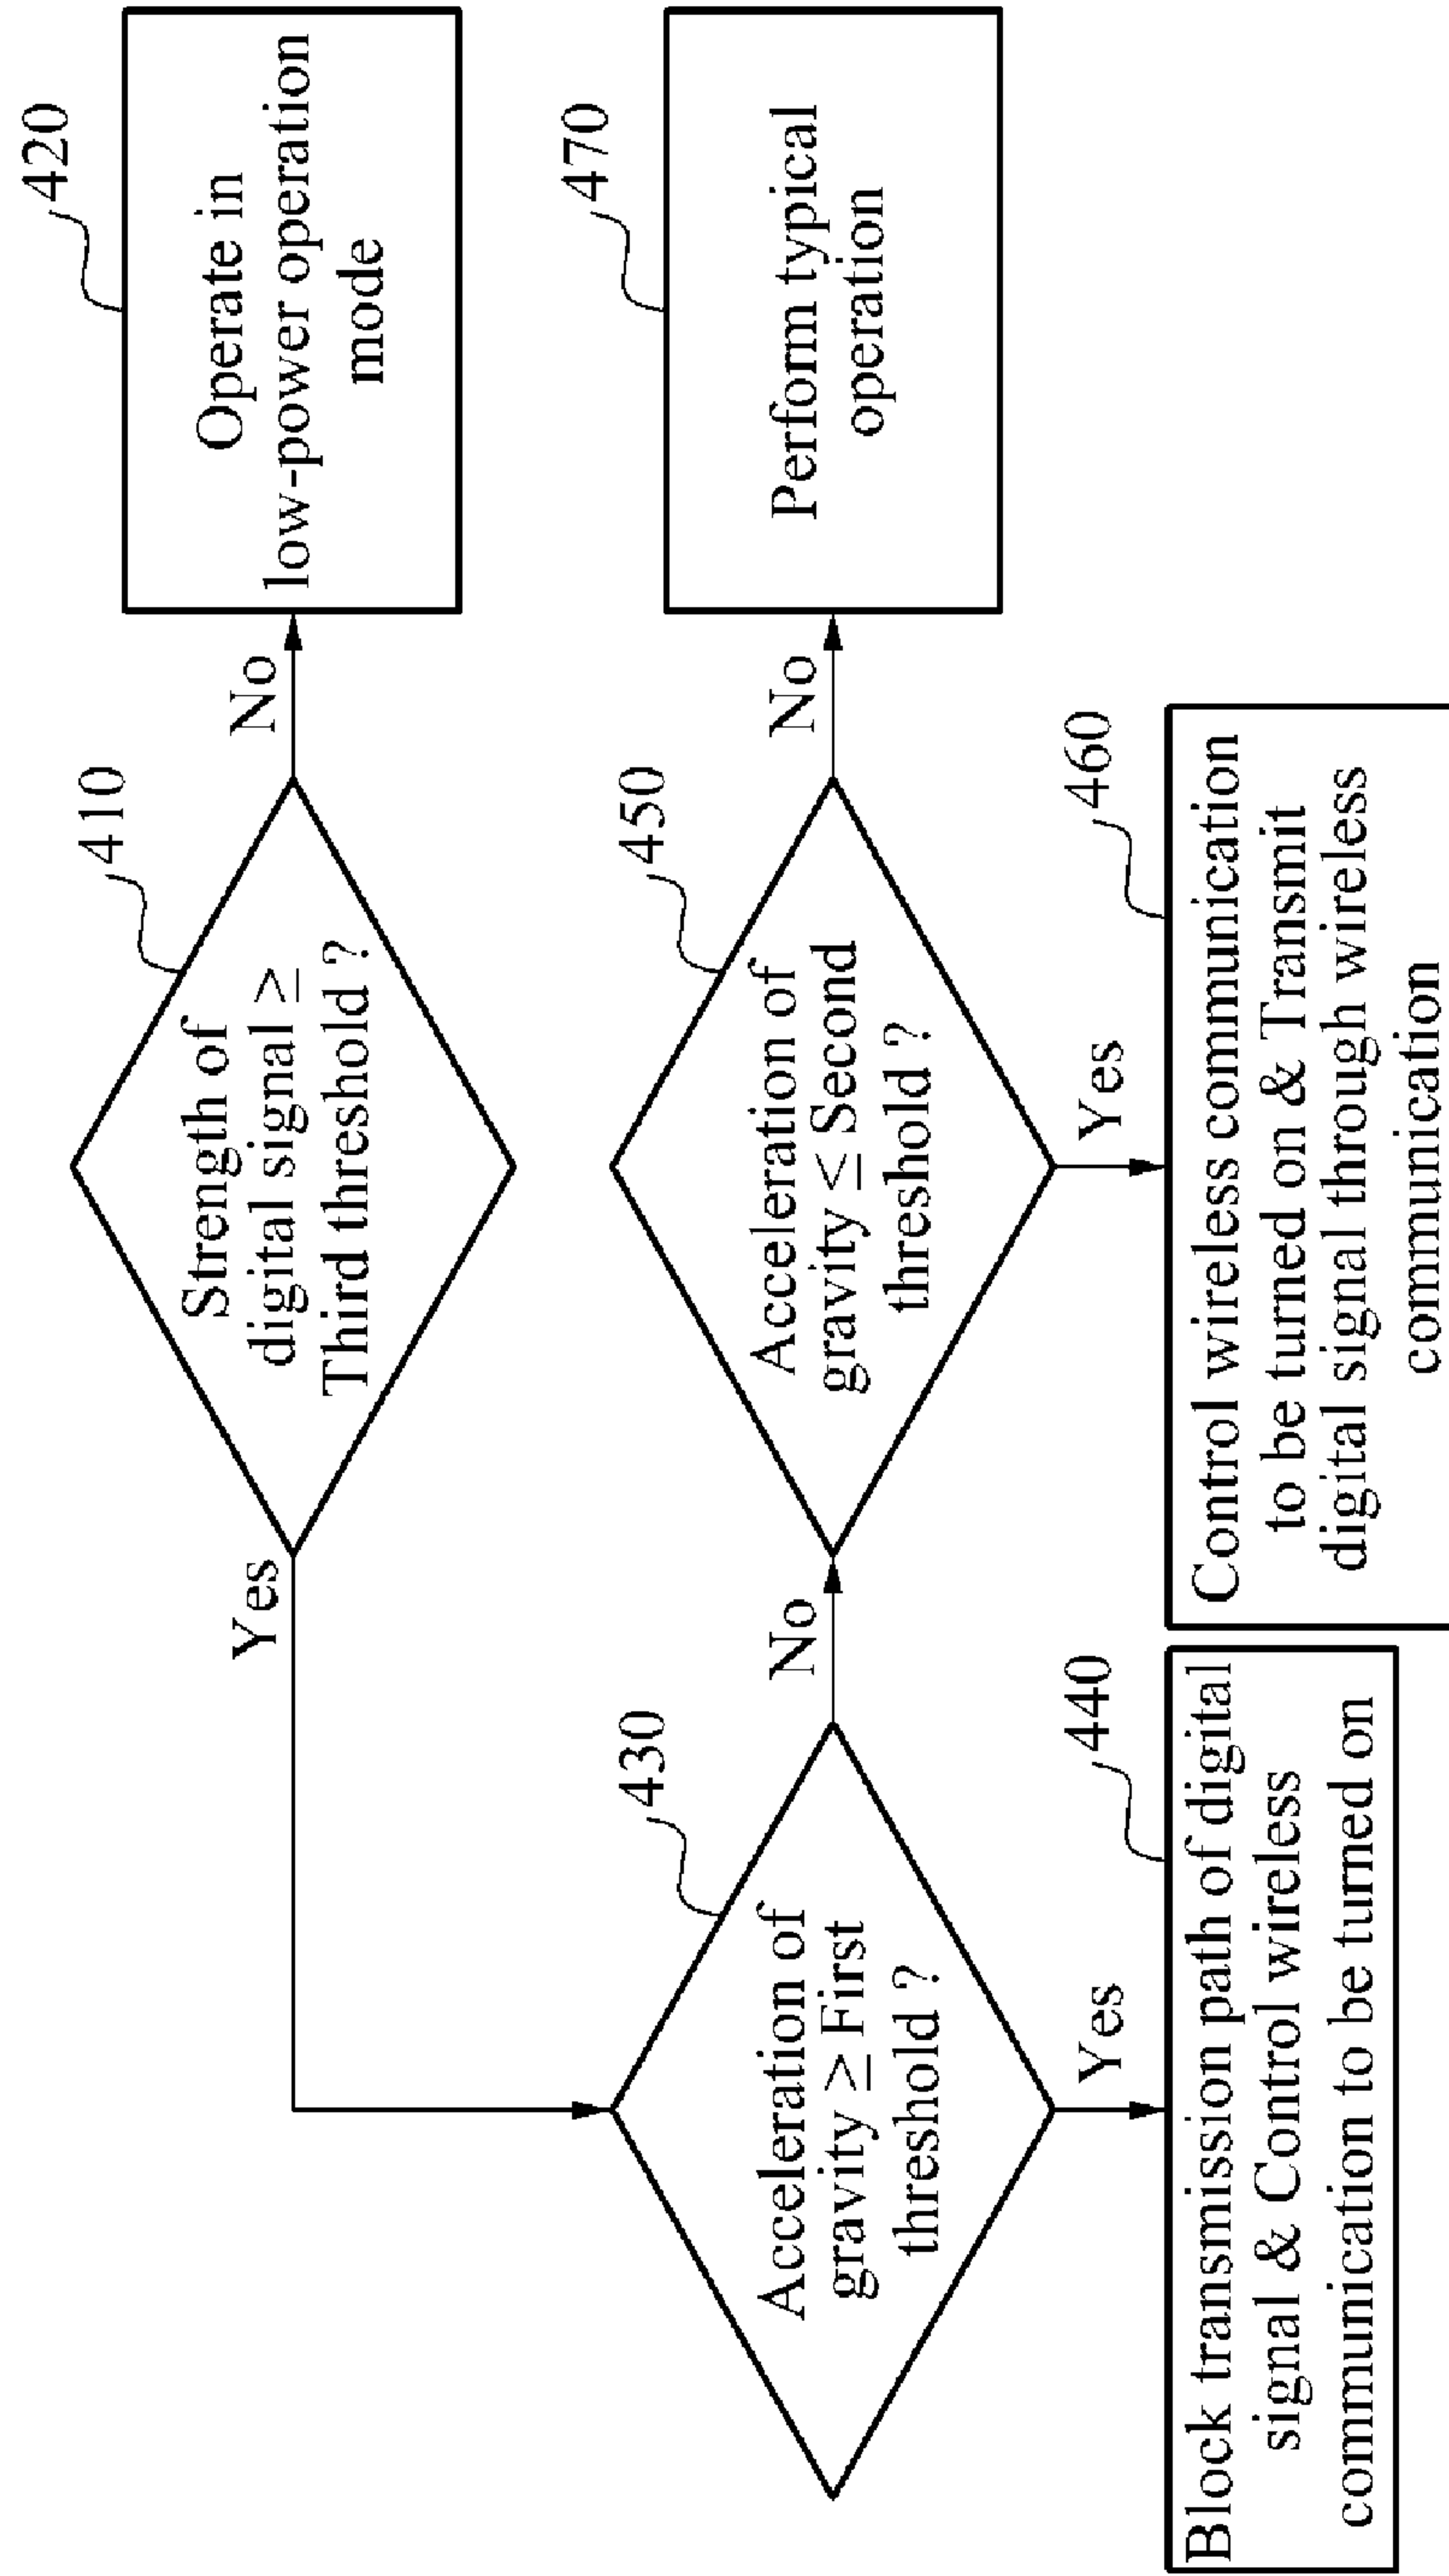 410
Strength of
digital signal ≥
Third threshold ?
Yes
No
420
Operate in
low-power operation
mode
430
Acceleration of
gravity ≥ First
threshold ?
No
Yes
450
Acceleration of
gravity ≤ Second
threshold ?
No
Yes
470
Perform typical
operation
440
Block transmission path of digital
signal & Control wireless
communication to be turned on
460
Control wireless communication
to be turned on & Transmit
digital signal through wireless
communication